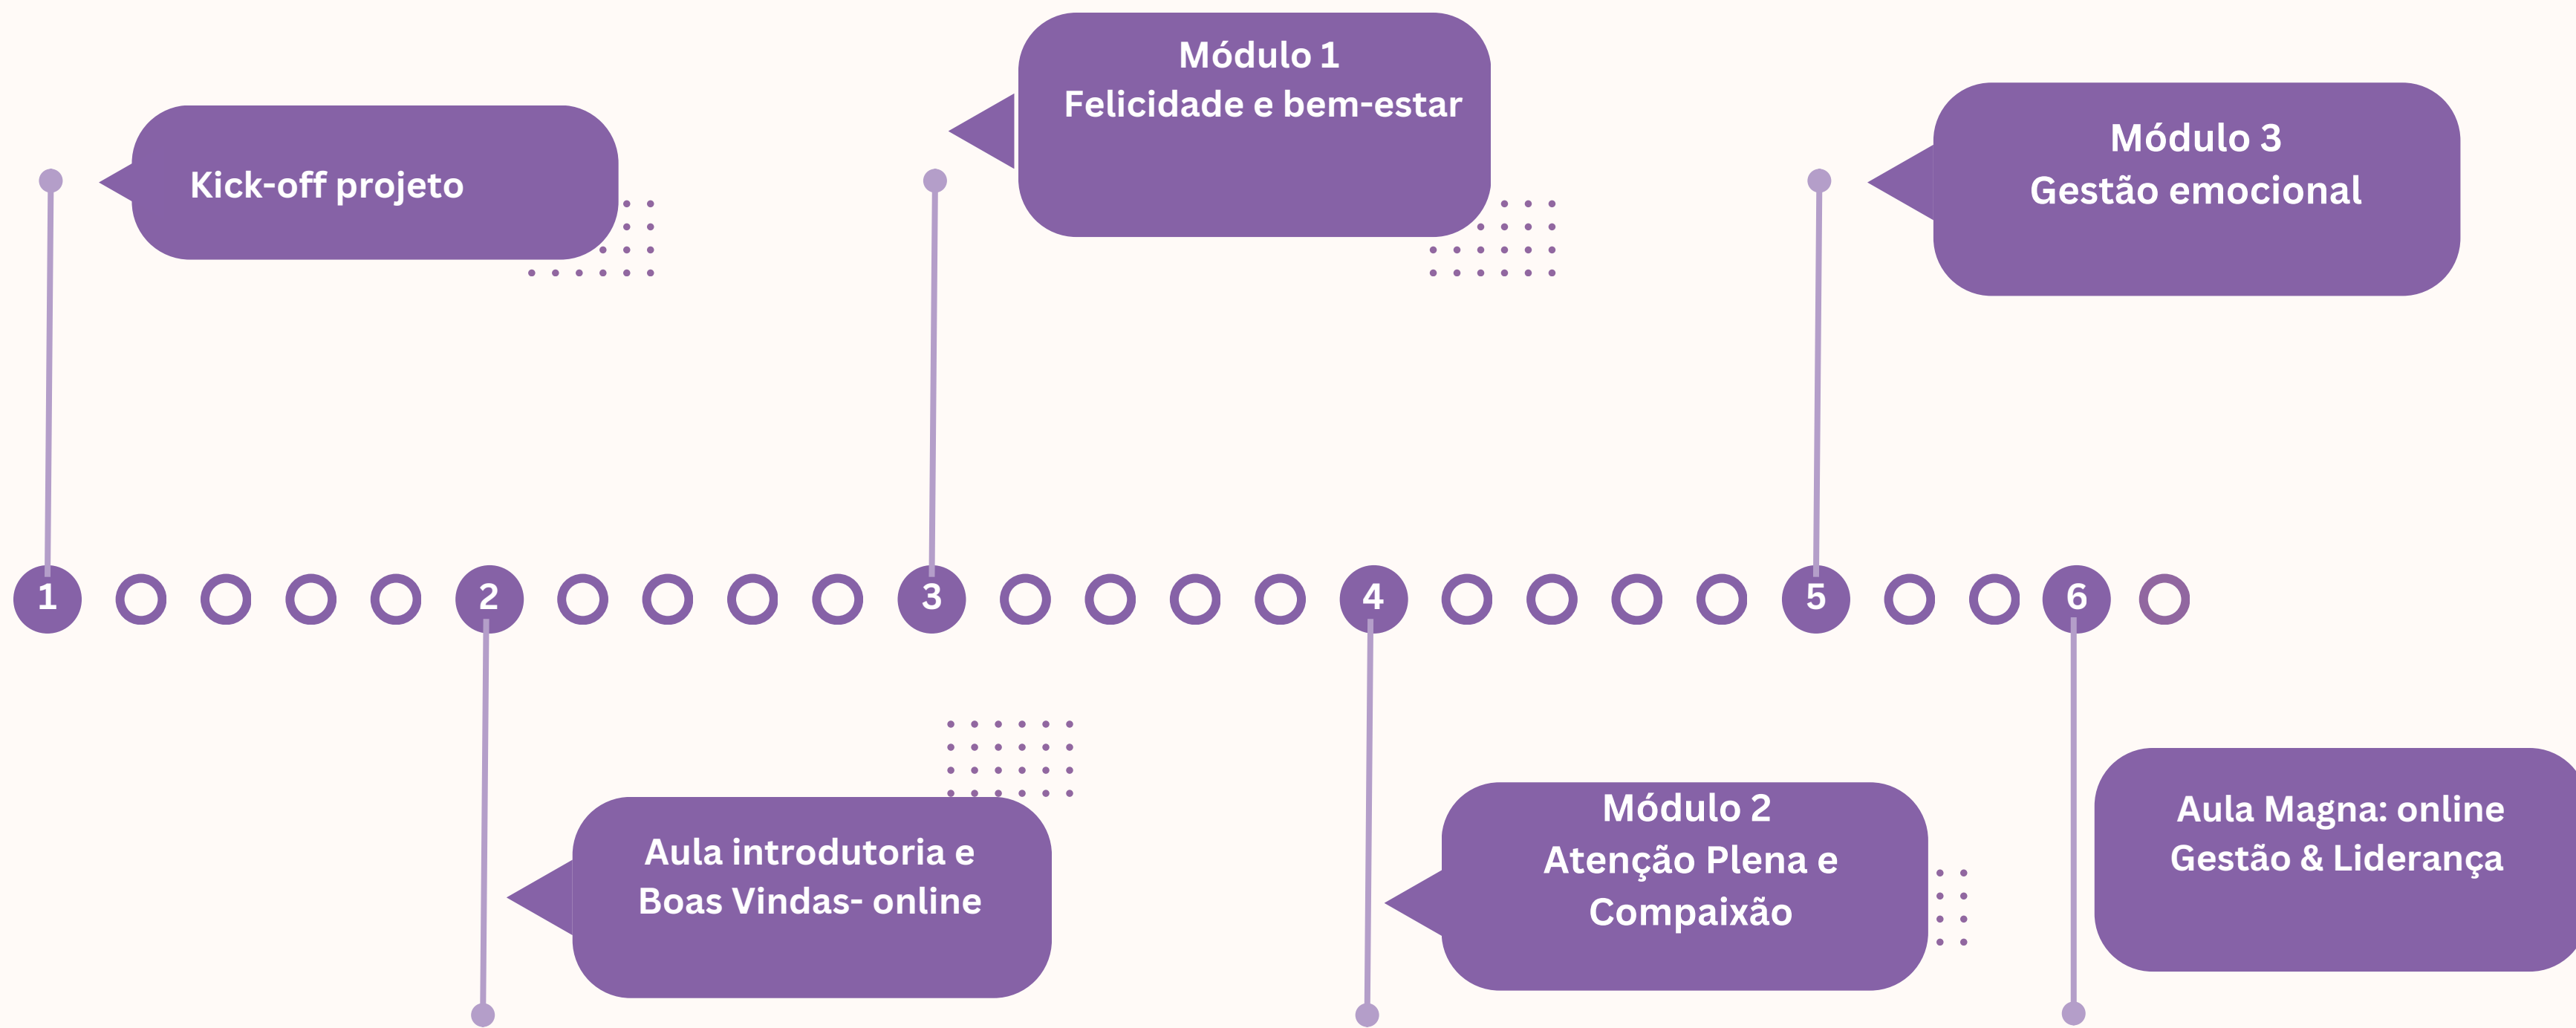 Módulo 1
Felicidade e bem-estar
Módulo 3
Gestão emocional
Kick-off projeto
1
2
3
4
5
6
Aula introdutoria e
Boas Vindas- online
Módulo 2
Atenção Plena e
Compaixão
Aula Magna: online
Gestão & Liderança